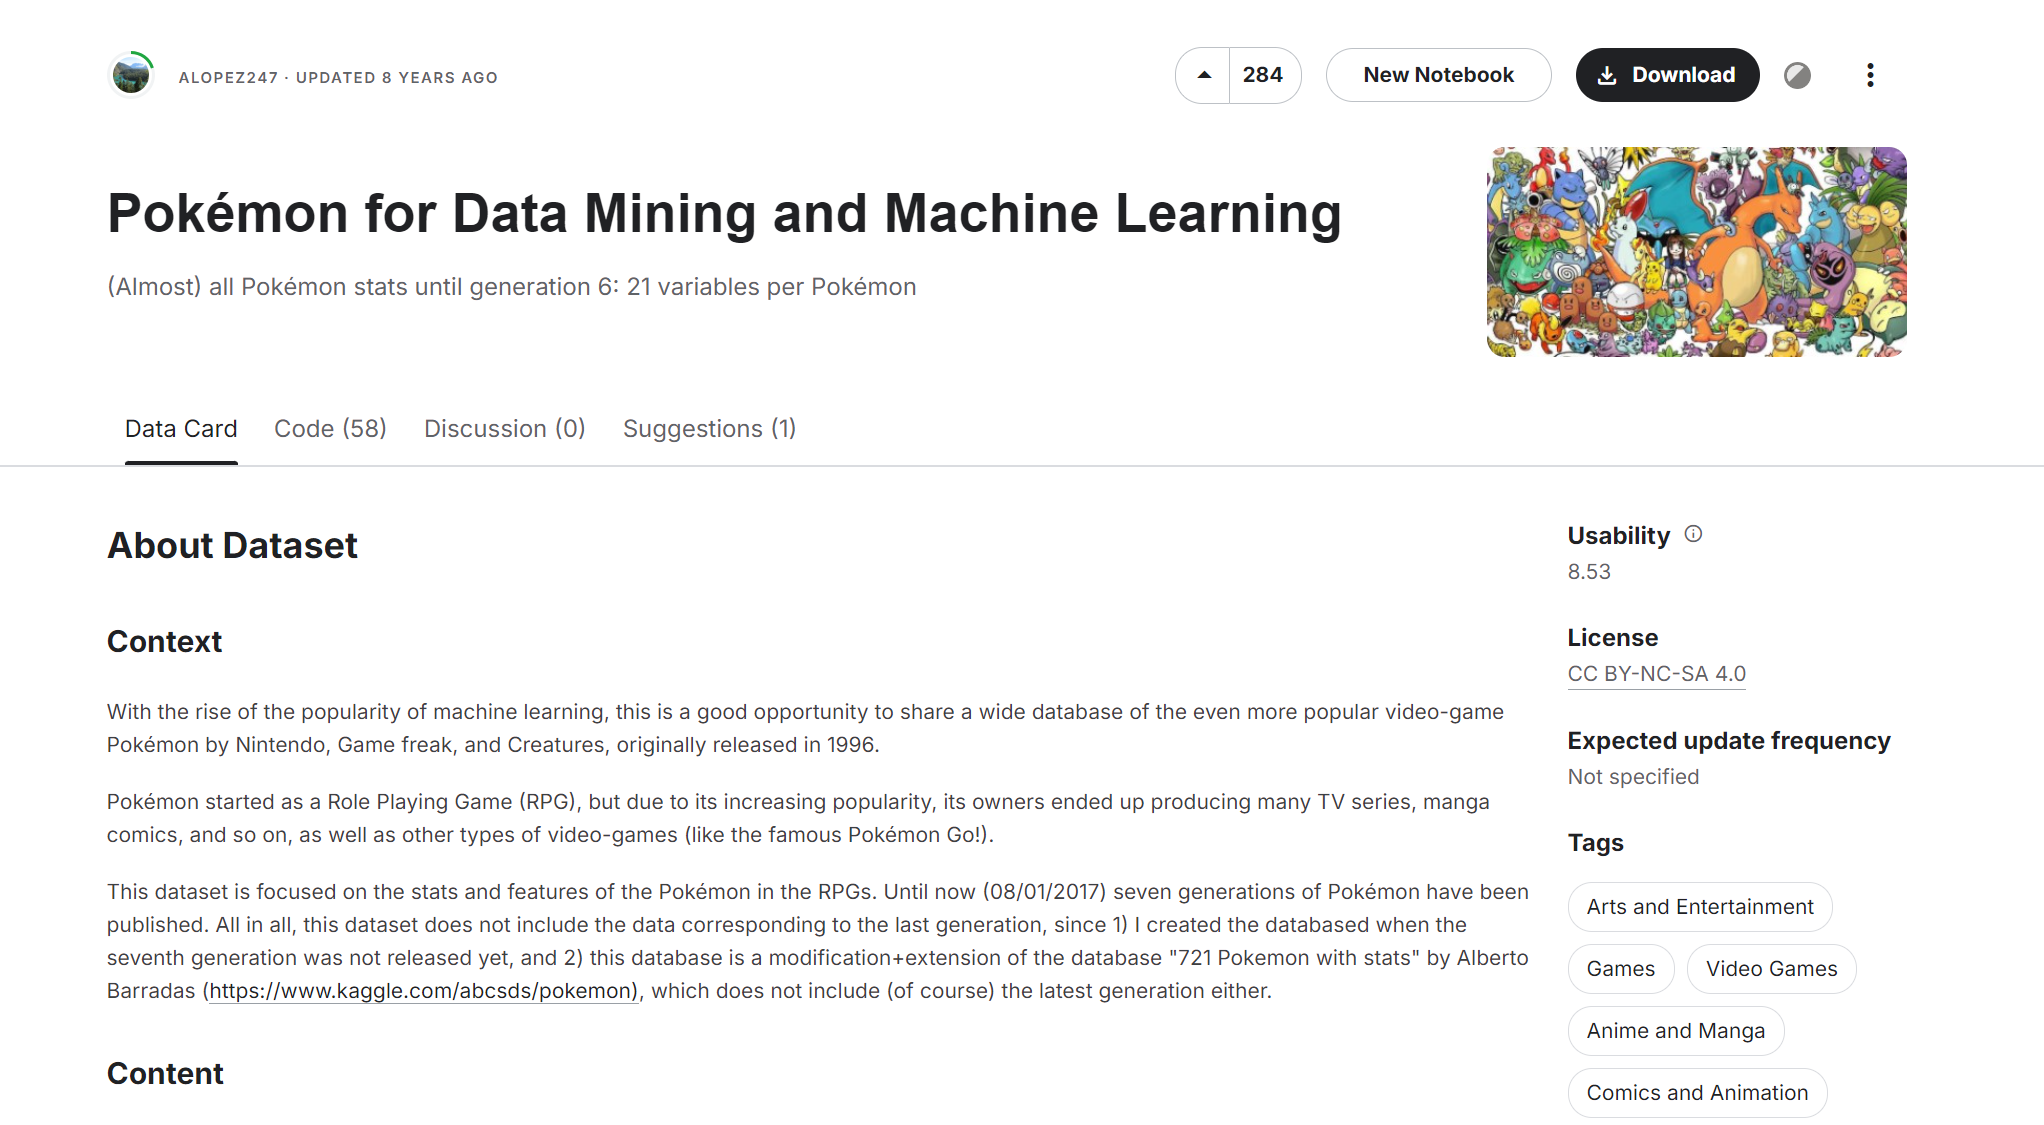 ALOPEZ247 · UPDATED 8 YEARS AGO
284
New Notebook
Download
Pokémon for Data Mining and Machine Learning
(Almost) all Pokémon stats until generation 6: 21 variables per Pokémon
Data Card
Code (58)
Discussion (0)
Suggestions (1)
About Dataset
Context
With the rise of the popularity of machine learning, this is a good opportunity to share a wide database of the even more popular video-game
Pokémon by Nintendo, Game freak, and Creatures, originally released in 1996.
Pokémon started as a Role Playing Game (RPG), but due to its increasing popularity, its owners ended up producing many TV series, manga
comics, and so on, as well as other types of video-games (like the famous Pokémon Go!).
This dataset is focused on the stats and features of the Pokémon in the RPGs. Until now (08/01/2017) seven generations of Pokémon have been
published. All in all, this dataset does not include the data corresponding to the last generation, since 1) I created the databased when the
seventh generation was not released yet, and 2) this database is a modification+extension of the database "721 Pokemon with stats" by Alberto
Barradas (https://www.kaggle.com/abcsds/pokemon), which does not include (of course) the latest generation either.
Content
Usability
8.53
License
CC BY-NC-SA 4.0
Expected update frequency
Not specified
Tags
Arts and Entertainment
Games
Video Games
Anime and Manga
Comics and Animation